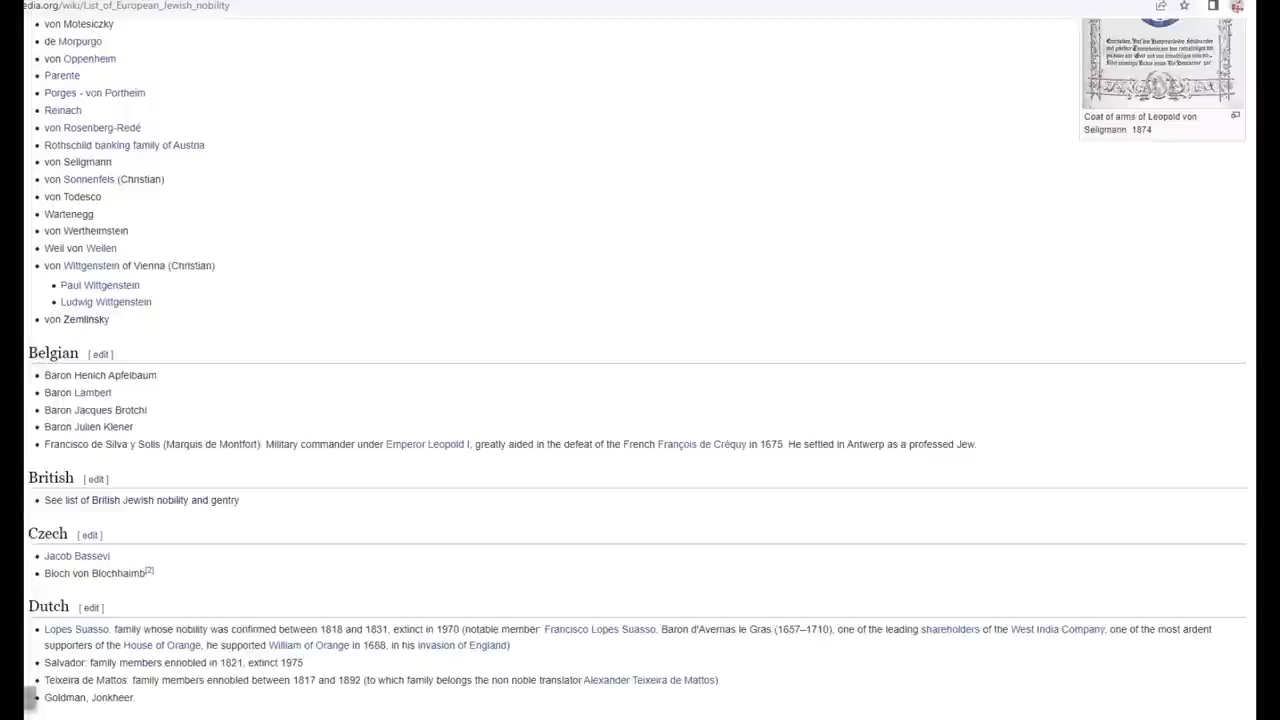 edia.org/wiki/List_of_European_Jewish_nobility
von Motesiczky
de Morpurgo
von Oppenheim
Parente
Porges - von Portheim
Reinach
von Rosenberg-Redé
Rothschild banking family of Austria
von Seligmann
von Sonnenfels (Christian)
von Todesco
Wartenegg
von Wertheimstein
Weil von Weilen
von Wittgenstein of Vienna (Christian)
Paul Wittgenstein
Ludwig Wittgenstein
von Zemlinsky
Coat of arms of Leopold von
Seligmann. 1874
Belgian [ edit ]
Baron Henich Apfelbaum
Baron Lambert
Baron Jacques Brotchi
Baron Julien Klener
Francisco de Silva y Solis (Marquis de Montfort): Military commander under Emperor Leopold I; greatly aided in the defeat of the French François de Créquy in 1675. He settled in Antwerp as a professed Jew.
British [ edit ]
See list of British Jewish nobility and gentry
Czech [ edit ]
Jacob Bassevi
Bloch von Blochhaimb[2]
Dutch [ edit ]
Lopes Suasso: family whose nobility was confirmed between 1818 and 1831, extinct in 1970 (notable member: Francisco Lopes Suasso, Baron d'Avernas le Gras (1657–1710), one of the leading shareholders of the West India Company, one of the most ardent
supporters of the House of Orange, he supported William of Orange in 1688, in his invasion of England)
Salvador: family members ennobled in 1821, extinct 1975
Teixeira de Mattos: family members ennobled between 1817 and 1892 (to which family belongs the non noble translator Alexander Teixeira de Mattos)
Goldman, Jonkheer.